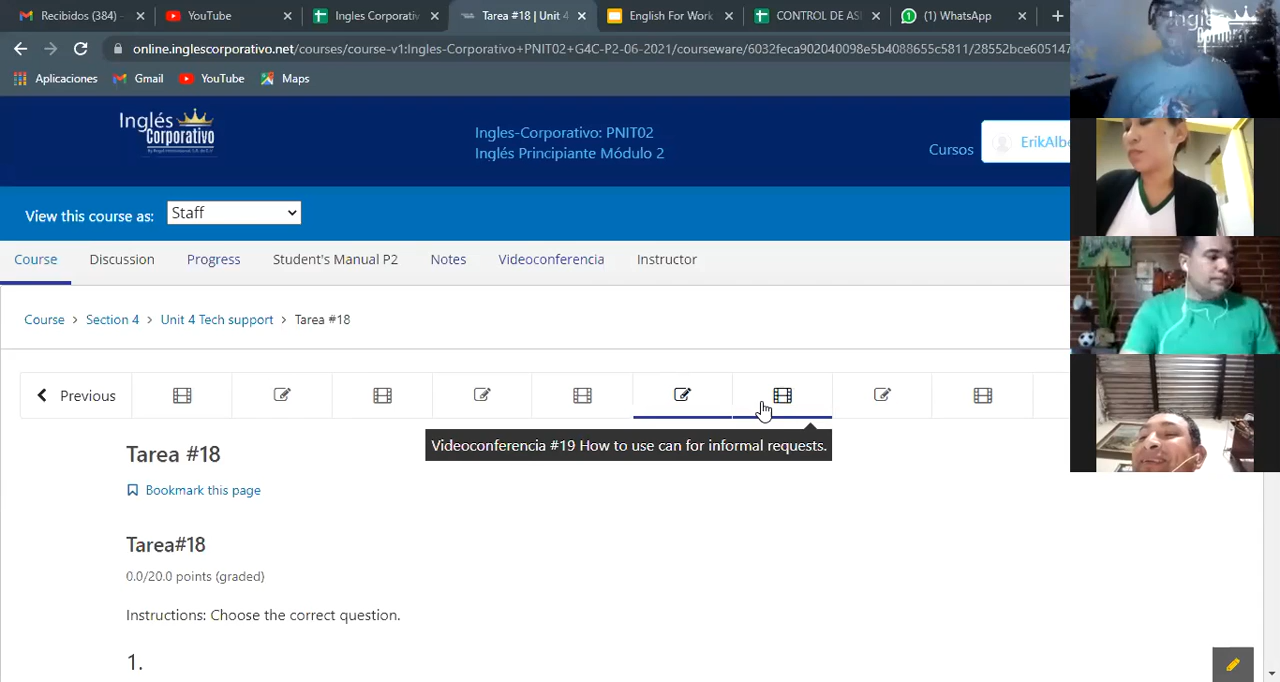 Recibidos (384) -
YouTube
Ingles Corporativ
Tarea #18 | Unit 4
English For Work
CONTROL DE ASI
(1) WhatsApp
online.inglescorporativo.net/courses/course-v1:Ingles-Corporativo+PNIT02+G4C-P2-06-2021/courseware/6032feca902040098e5b4088655c5811/28552bce605147
Aplicaciones
Gmail
YouTube
Maps
Inglés
Corporativo
Ingles-Corporativo: PNIT02
Inglés Principiante Módulo 2
Cursos
ErikAlbe
View this course as:
Staff
Course
Discussion
Progress
Student's Manual P2
Notes
Videoconferencia
Instructor
Course > Section 4 > Unit 4 Tech support > Tarea #18
Previous
Videoconferencia #19 How to use can for informal requests.
Tarea #18
Bookmark this page
Tarea#18
0.0/20.0 points (graded)
Instructions: Choose the correct question.
1.
Inglés
Corporativo